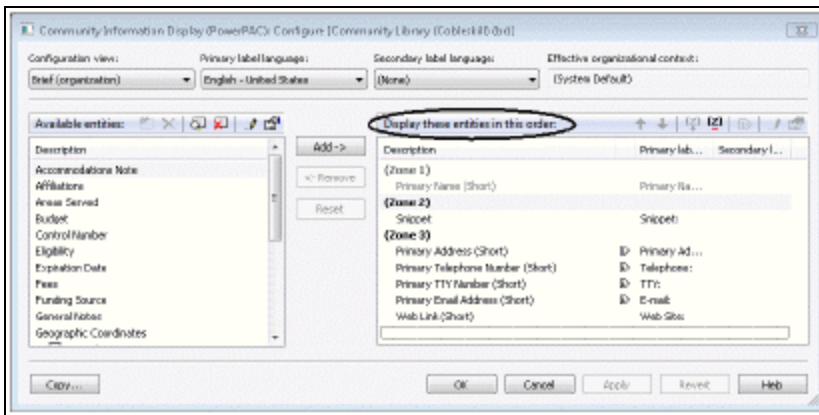 Community Information Display (PowerPAC): Configure [Community Library (Cobleskill) (br)]
Configuration view: Primary label language: Secondary label language: Effective organizational context:
Brief (organization) English - United States (None) (System Default)
Available entities: Display these entities in this order:
Description Add -> Description Primary lab... Secondary l...
Accommodations Note (Zone 1)
Affiliations <- Remove Primary Name (Short) Primary Na...
Areas Served (Zone 2)
Budget Reset Snippet Snippet:
Control Number (Zone 3)
Eligibility Primary Address (Short) Primary Ad...
Expiration Date Primary Telephone Number (Short) Telephone:
Fees Primary TTY Number (Short) TTY:
Funding Source Primary Email Address (Short) E-mail:
General Notes Web Link (Short) Web Site:
Geographic Coordinates
Copy... OK Cancel Apply Revert Help